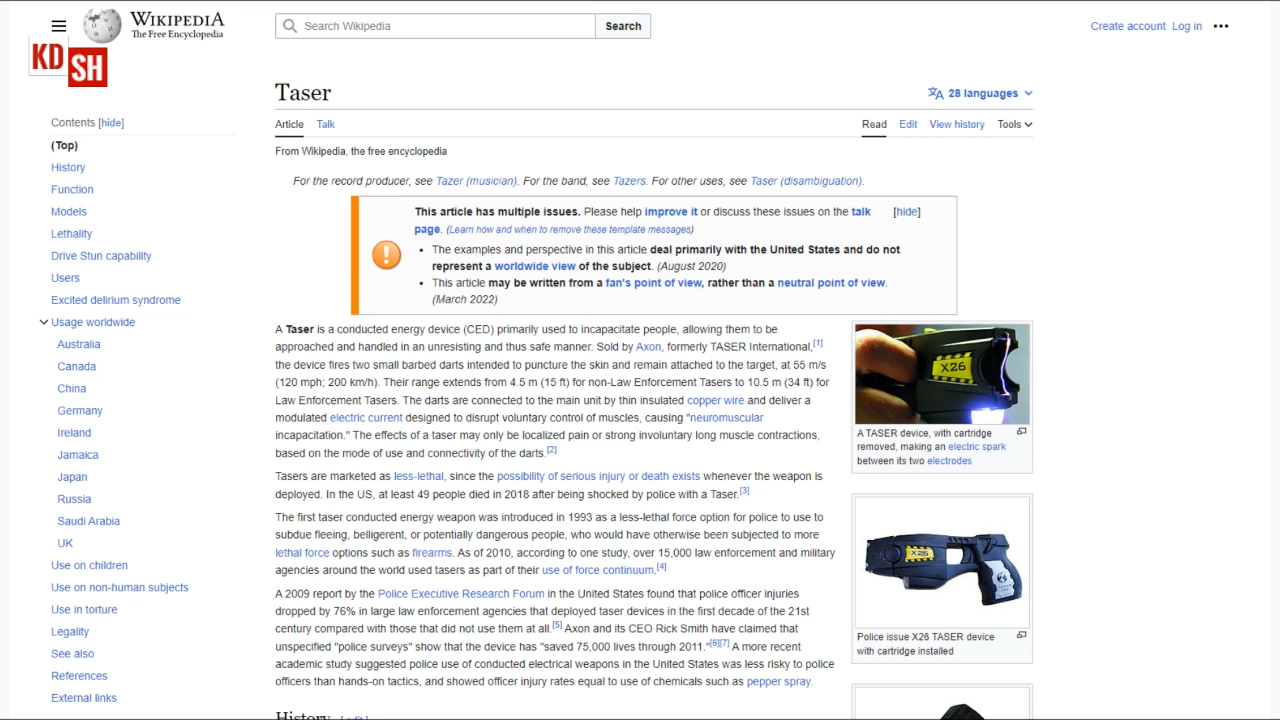 WIKIPEDIA
The Free Encyclopedia
Search Wikipedia
Search
Create account Log in
KD
SH
Taser
28 languages
Contents [hide]
(Top)
History
Function
Models
Lethality
Drive Stun capability
Users
Excited delirium syndrome
Usage worldwide
Australia
Canada
China
Germany
Ireland
Jamaica
Japan
Russia
Saudi Arabia
UK
Use on children
Use on non-human subjects
Use in torture
Legality
See also
References
External links
Article Talk
Read Edit View history Tools
From Wikipedia, the free encyclopedia
For the record producer, see Tazer (musician). For the band, see Tazers. For other uses, see Taser (disambiguation).
This article has multiple issues. Please help improve it or discuss these issues on the talk [hide]
page. (Learn how and when to remove these template messages)
• The examples and perspective in this article deal primarily with the United States and do not
represent a worldwide view of the subject. (August 2020)
• This article may be written from a fan's point of view, rather than a neutral point of view.
(March 2022)
A Taser is a conducted energy device (CED) primarily used to incapacitate people, allowing them to be
approached and handled in an unresisting and thus safe manner. Sold by Axon, formerly TASER International,[1]
the device fires two small barbed darts intended to puncture the skin and remain attached to the target, at 55 m/s
(120 mph; 200 km/h). Their range extends from 4.5 m (15 ft) for non-Law Enforcement Tasers to 10.5 m (34 ft) for
Law Enforcement Tasers. The darts are connected to the main unit by thin insulated copper wire and deliver a
modulated electric current designed to disrupt voluntary control of muscles, causing "neuromuscular
incapacitation." The effects of a taser may only be localized pain or strong involuntary long muscle contractions,
based on the mode of use and connectivity of the darts.[2]
Tasers are marketed as less-lethal, since the possibility of serious injury or death exists whenever the weapon is
deployed. In the US, at least 49 people died in 2018 after being shocked by police with a Taser.[3]
The first taser conducted energy weapon was introduced in 1993 as a less-lethal force option for police to use to
subdue fleeing, belligerent, or potentially dangerous people, who would have otherwise been subjected to more
lethal force options such as firearms. As of 2010, according to one study, over 15,000 law enforcement and military
agencies around the world used tasers as part of their use of force continuum.[4]
A 2009 report by the Police Executive Research Forum in the United States found that police officer injuries
dropped by 76% in large law enforcement agencies that deployed taser devices in the first decade of the 21st
century compared with those that did not use them at all.[5] Axon and its CEO Rick Smith have claimed that
unspecified "police surveys" show that the device has "saved 75,000 lives through 2011."[6][7] A more recent
academic study suggested police use of conducted electrical weapons in the United States was less risky to police
officers than hands-on tactics, and showed officer injury rates equal to use of chemicals such as pepper spray.
History [edit]
X26
A TASER device, with cartridge
removed, making an electric spark
between its two electrodes
X26
Police issue X26 TASER device
with cartridge installed